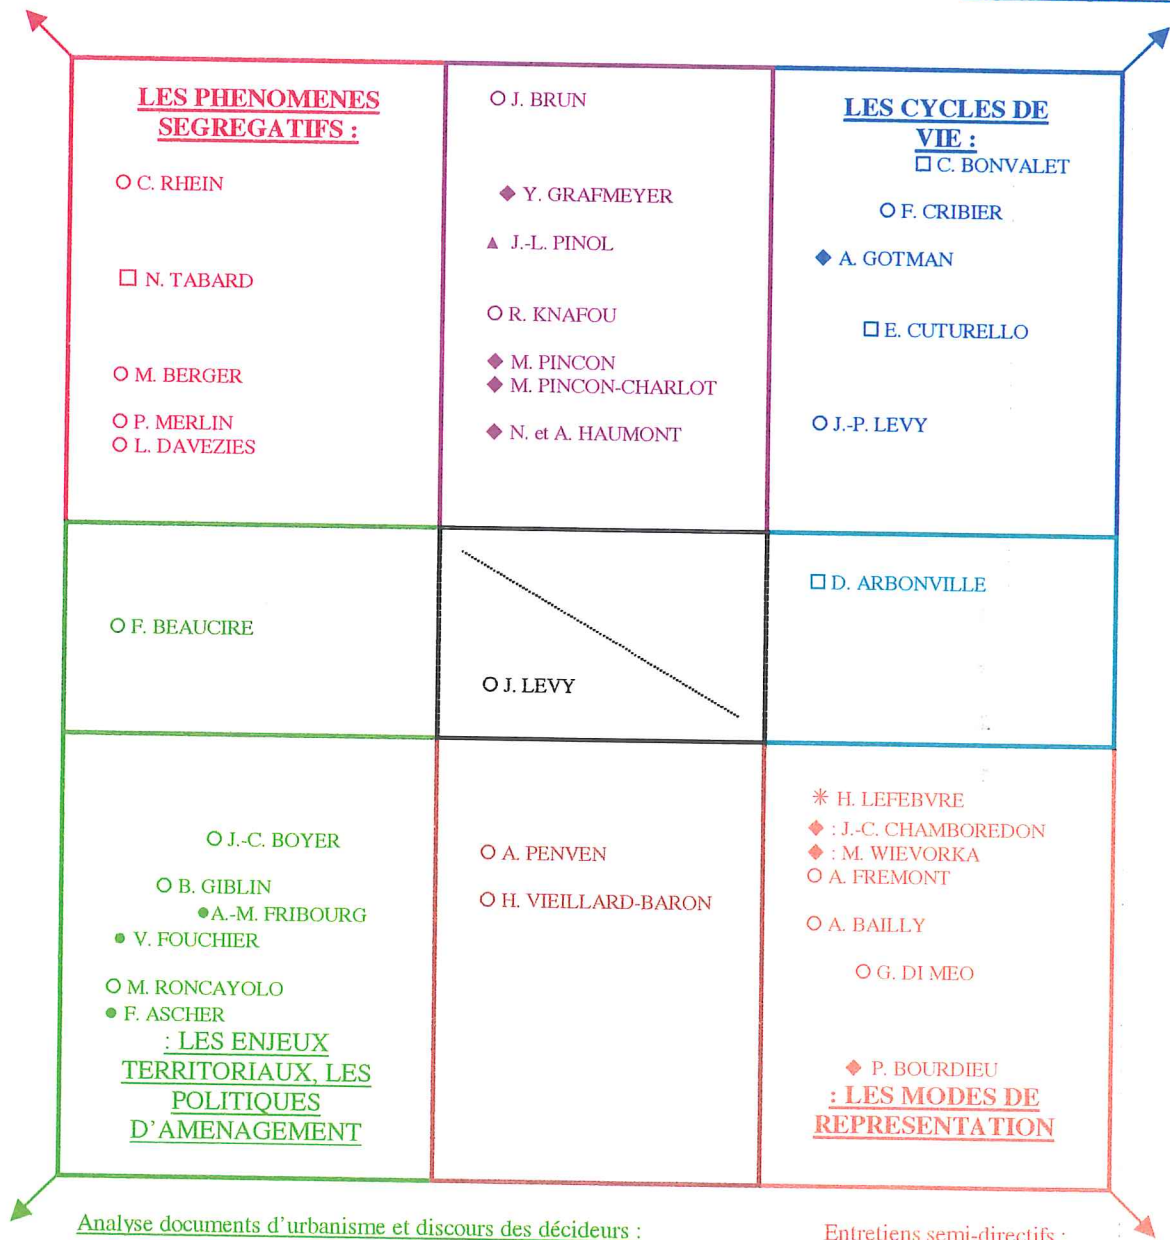 LES PHENOMENES
SEGREGATIFS :
C. RHEIN
N. TABARD
M. BERGER
P. MERLIN
L. DAVEZIES
J. BRUN
Y. GRAFMEYER
J.-L. PINOL
R. KNAFOU
M. PINCON
M. PINCON-CHARLOT
N. et A. HAUMONT
LES CYCLES DE
VIE :
C. BONVALET
F. CRIBIER
A. GOTMAN
E. CUTURELLO
J.-P. LEVY
F. BEAUCIRE
J. LEVY
D. ARBONVILLE
J.-C. BOYER
B. GIBLIN
A.-M. FRIBOURG
V. FOUCHIER
M. RONCAYOLO
F. ASCHER
: LES ENJEUX
TERRITORIAUX, LES
POLITIQUES
D'AMENAGEMENT
A. PENVEN
H. VIEILLARD-BARON
H. LEFEBVRE
: J.-C. CHAMBOREDON
: M. WIEVORKA
A. FREMONT
A. BAILLY
G. DI MEO
P. BOURDIEU
: LES MODES DE
REPRESENTATION
Analyse documents d'urbanisme et discours des décideurs :
Entretiens semi-directifs :